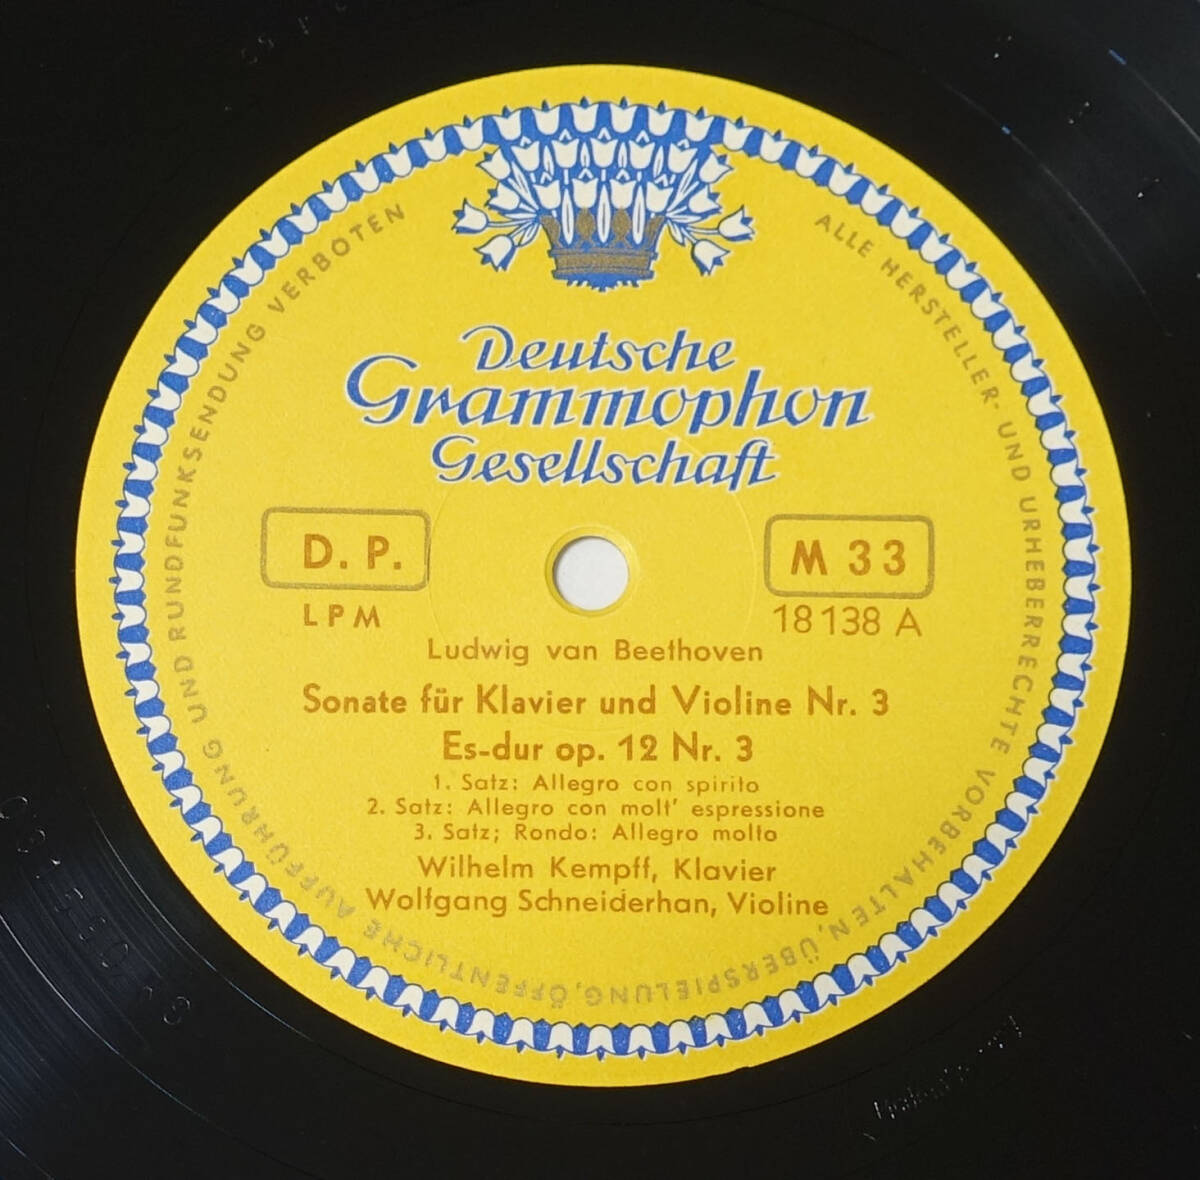 Deutsche
Grammophon
Gesellschaft
D. P.
M 33
LPM
18138 A
Ludwig van Beethoven
Sonate für Klavier und Violine Nr. 3
Es-dur op. 12 Nr. 3
1. Satz: Allegro con spirito
2. Satz: Allegro con molt' espressione
3. Satz; Rondo: Allegro molto
Wilhelm Kempff, Klavier
Wolfgang Schneiderhan, Violine
ALLE HERSTELLER- UND URHEBERRECHTE VORBEHALTEN, ÜBERSPIELUNG, ÖFFENTLICHE AUFFÜHRUNG UND RUNDFUNKSENDUNG VERBOTEN